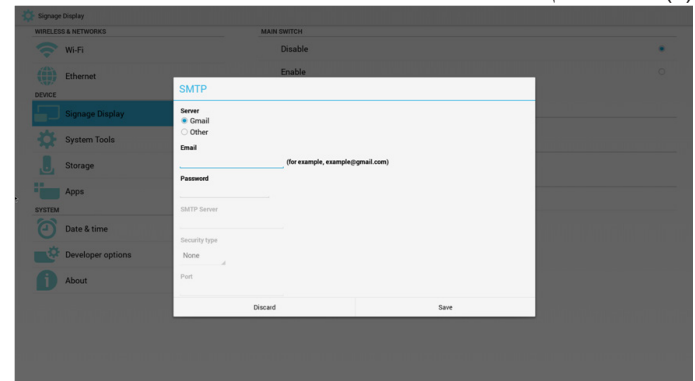 Signage Display
WIRELESS & NETWORKS
Wi-Fi
Ethernet
DEVICE
Signage Display
System Tools
Storage
Apps
SYSTEM
Date & time
Developer options
About
MAIN SWITCH
Disable
Enable
SMTP
Server
Gmail
Other
Email
(for example, example@gmail.com)
Password
SMTP Server
Security type
None
Port
Discard
Save